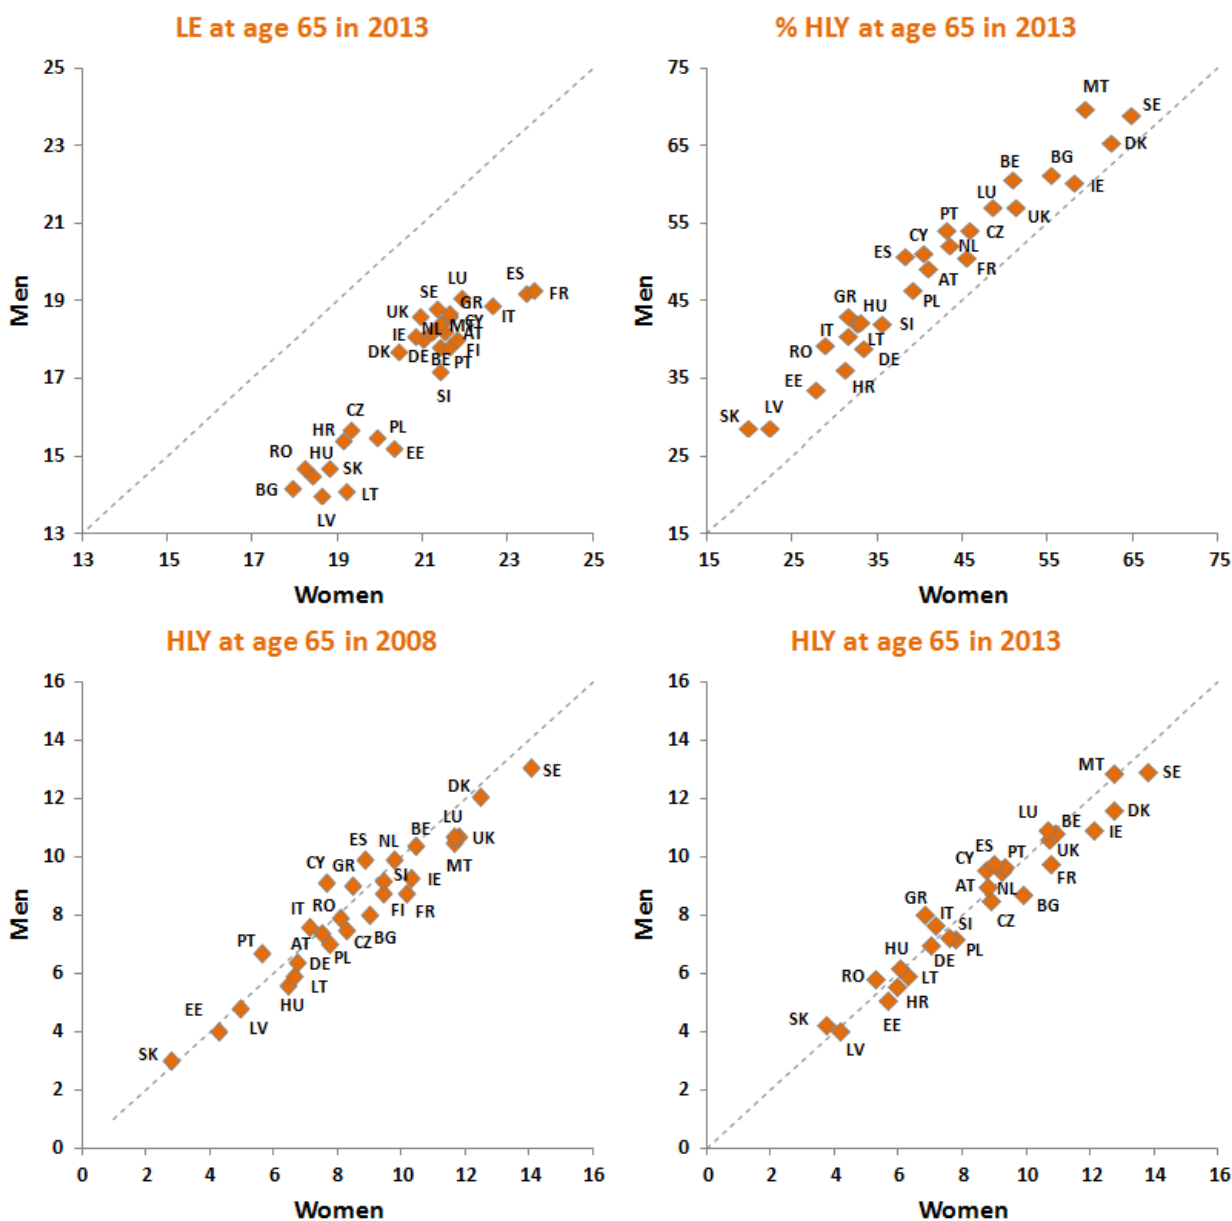 LE at age 65 in 2013
25
23
21
19
17
15
13
Men
ES
FR
LU
SE
GR
IT
UK
CY
NL
MT
IE
AT
DK
DE
BE
FI
PT
SI
CZ
HR
PL
RO
HU
EE
SK
BG
LT
LV
13 15 17 19 21 23 25
Women
% HLY at age 65 in 2013
75
65
55
45
35
25
15
Men
MT
SE
DK
BE
BG
IE
LU
PT
UK
CY
CZ
ES
NL
FR
AT
PL
GR
HU
SI
IT
LT
RO
DE
EE
HR
LV
SK
15 25 35 45 55 65 75
Women
HLY at age 65 in 2008
16
14
12
10
8
6
4
2
0
Men
SE
DK
LU
BE
UK
ES
NL
MT
CY
GR
SI
IE
IT
RO
FI
FR
PT
AT
CZ
BG
PL
DE
LT
HU
EE
LV
SK
0 2 4 6 8 10 12 14 16
Women
HLY at age 65 in 2013
16
14
12
10
8
6
4
2
0
Men
MT
SE
LU
BE
DK
IE
ES
PT
UK
CY
FR
AT
NL
GR
BG
IT
SI
CZ
HU
DE
PL
RO
LT
HR
SK
EE
LV
0 2 4 6 8 10 12 14 16
Women